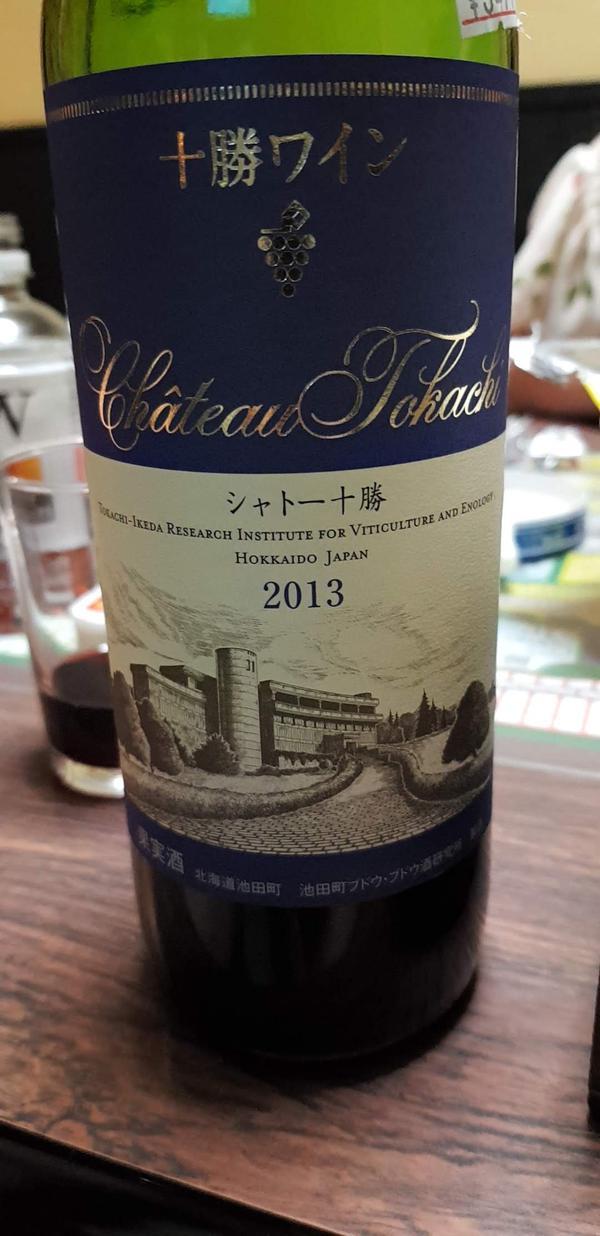 十勝ワイン
Château Tokachi
シャトー十勝
TOKACHI-IKEDA RESEARCH INSTITUTE FOR VITICULTURE AND ENOLOGY
HOKKAIDO JAPAN
2013
果実酒 北海道池田町 池田町ブドウ・ブドウ酒研究所